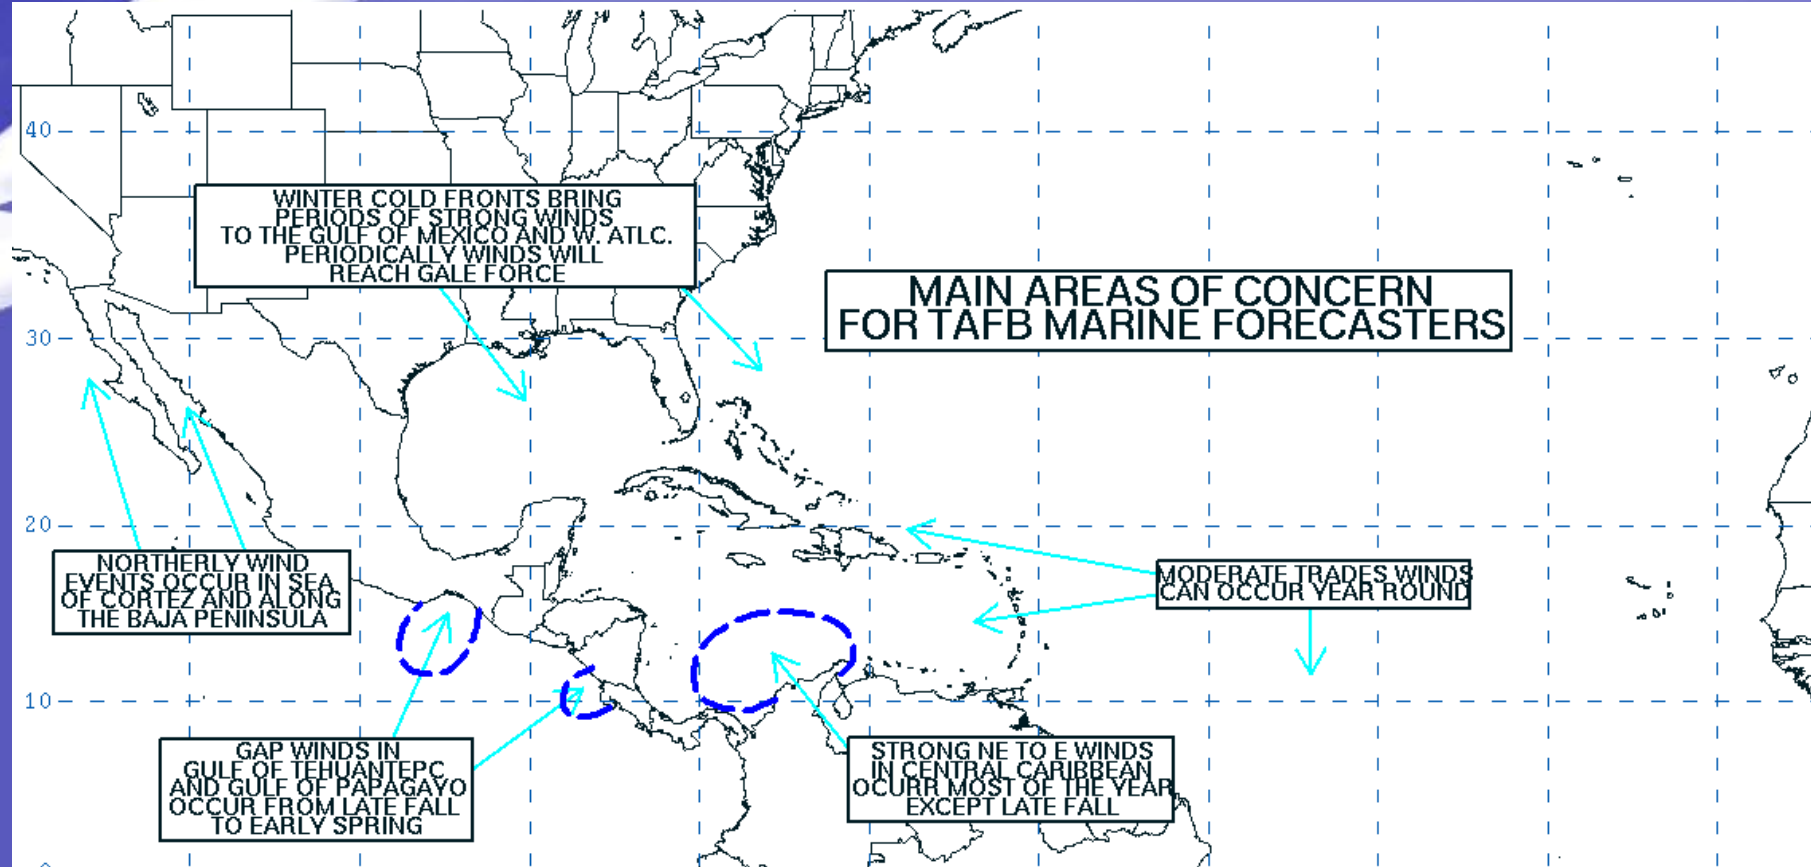 40
WINTER COLD FRONTS BRING
PERIODS OF STRONG WINDS
TO THE GULF OF MEXICO AND W. ATLC.
PERIODICALLY WINDS WILL
REACH GALE FORCE
MAIN AREAS OF CONCERN
FOR TAFB MARINE FORECASTERS
30
20
NORTHERLY WIND
EVENTS OCCUR IN SEA
OF CORTEZ AND ALONG
THE BAJA PENINSULA
MODERATE TRADES WINDS
CAN OCCUR YEAR ROUND
10
GAP WINDS IN
GULF OF TEHUANTEPC
AND GULF OF PAPAGAYO
OCCUR FROM LATE FALL
TO EARLY SPRING
STRONG NE TO E WINDS
IN CENTRAL CARIBBEAN
OCURR MOST OF THE YEAR
EXCEPT LATE FALL